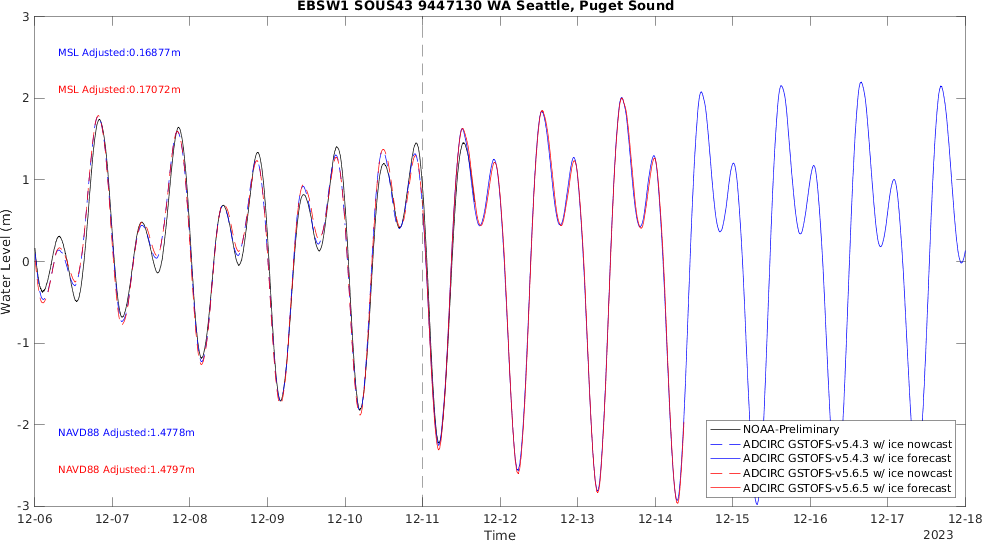 EBSW1 SOUS43 9447130 WA Seattle, Puget Sound
3
2
1
0
-1
-2
-3
Water Level (m)
MSL Adjusted:0.16877m
MSL Adjusted:0.17072m
NAVD88 Adjusted:1.4778m
NAVD88 Adjusted:1.4797m
NOAA-Preliminary
ADCIRC GSTOFS-v5.4.3 w/ ice nowcast
ADCIRC GSTOFS-v5.4.3 w/ ice forecast
ADCIRC GSTOFS-v5.6.5 w/ ice nowcast
ADCIRC GSTOFS-v5.6.5 w/ ice forecast
12-06 12-07 12-08 12-09 12-10 12-11 12-12 12-13 12-14 12-15 12-16 12-17 12-18
Time
2023